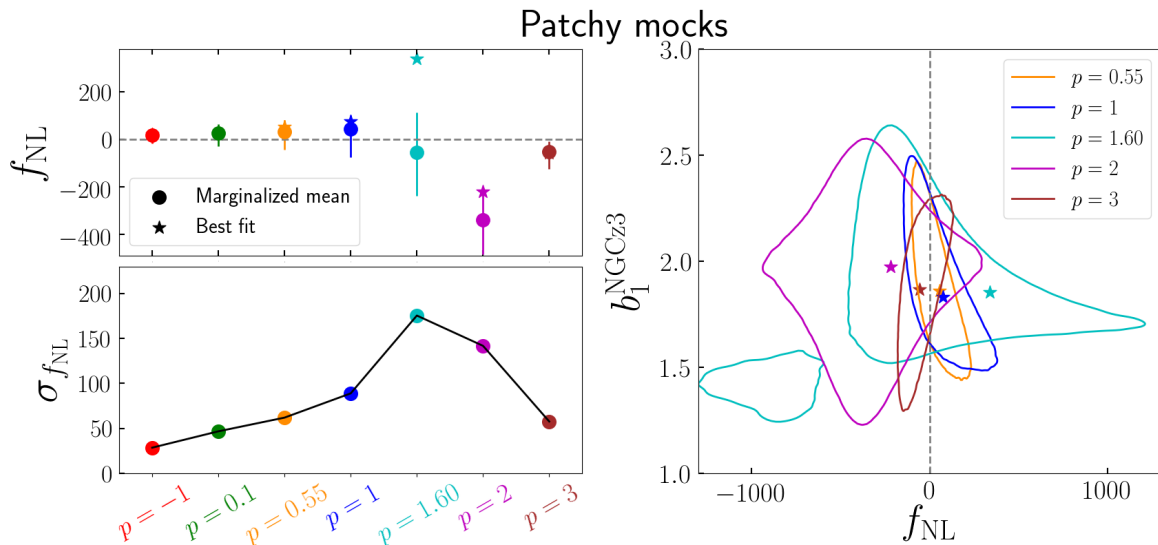 Patchy mocks
200
0
−200
−400
f_NL
Marginalized mean
Best fit
200
150
100
50
0
σ_{f_NL}
p = −1
p = 0.1
p = 0.55
p = 1
p = 1.60
p = 2
p = 3
3.0
2.5
2.0
1.5
1.0
b_1^{NGCz3}
p = 0.55
p = 1
p = 1.60
p = 2
p = 3
−1000
0
1000
f_NL